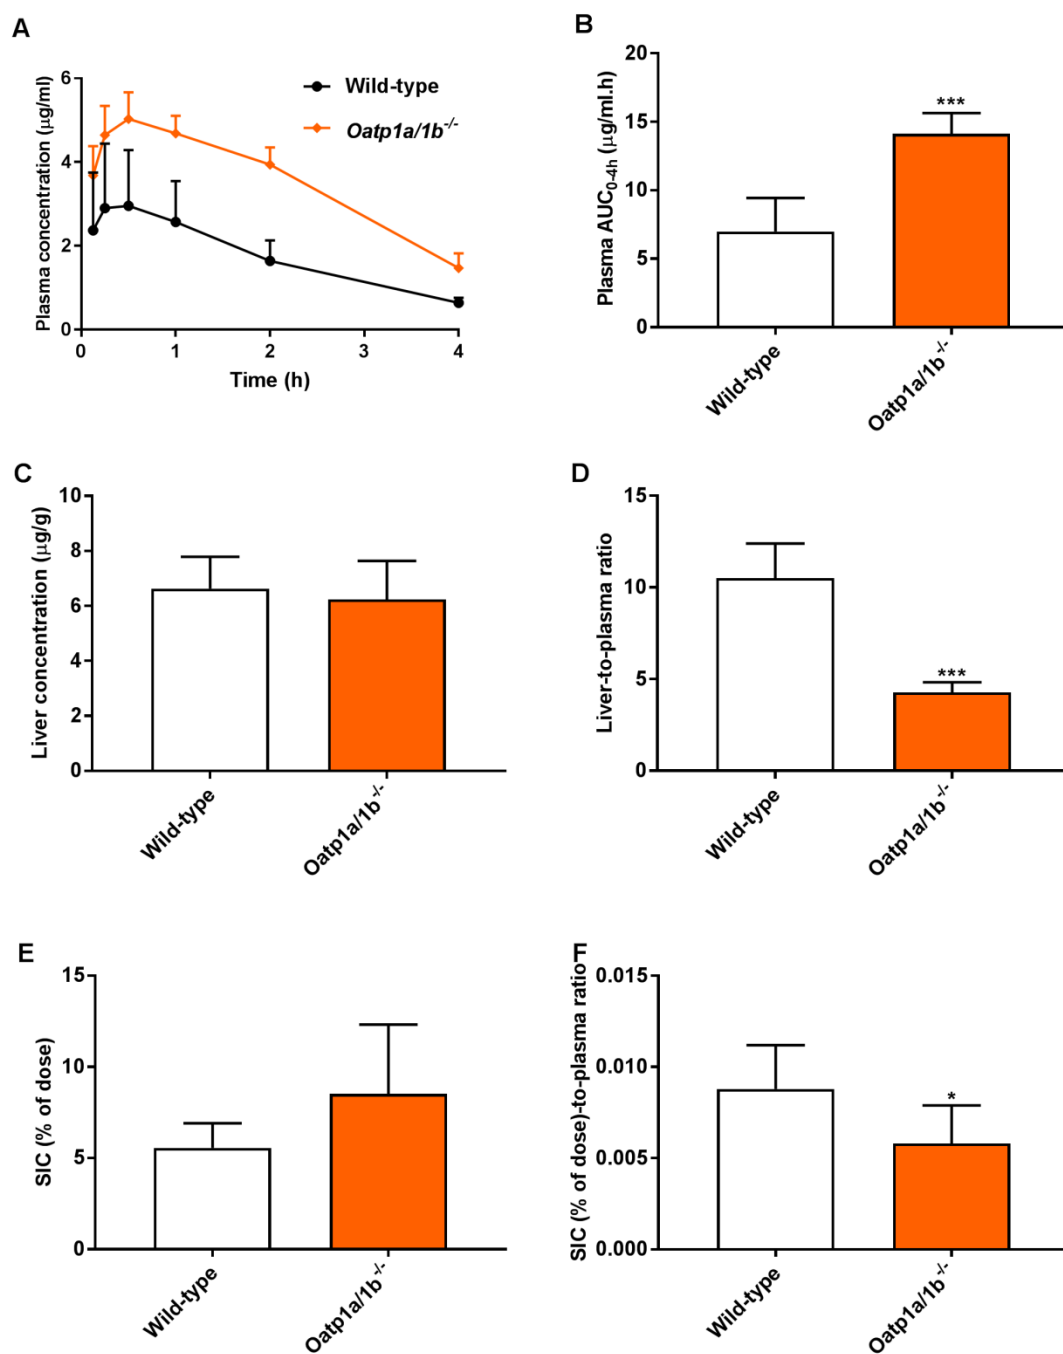 A
Plasma concentration (μg/ml)
6
4
2
0
0
1
2
3
4
Time (h)
Wild-type
Oatp1a/1b-/-
B
Plasma AUC0-4h (μg/ml.h)
20
15
10
5
0
***
Wild-type
Oatp1a/1b-/-
C
Liver concentration (μg/g)
10
8
6
4
2
0
Wild-type
Oatp1a/1b-/-
D
Liver-to-plasma ratio
15
10
5
0
***
Wild-type
Oatp1a/1b-/-
E
SIC (% of dose)
15
10
5
0
Wild-type
Oatp1a/1b-/-
F
SIC (% of dose)-to-plasma ratio
0.015
0.010
0.005
0.000
*
Wild-type
Oatp1a/1b-/-